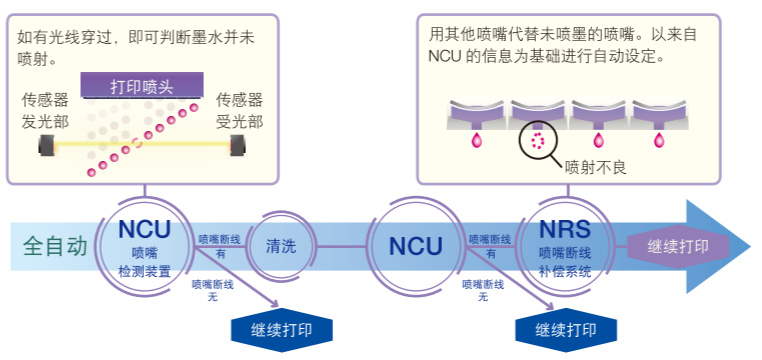 如有光线穿过，即可判断墨水并未
喷射。
打印喷头
传感器
发光部
传感器
受光部
用其他喷嘴代替未喷墨的喷嘴。以来自
NCU 的信息为基础进行自动设定。
喷射不良
全自动
NCU
喷嘴
检测装置
喷嘴断线
有
喷嘴断线
无
清洗
继续打印
NCU
喷嘴断线
有
喷嘴断线
无
NRS
喷嘴断线
补偿系统
继续打印
继续打印